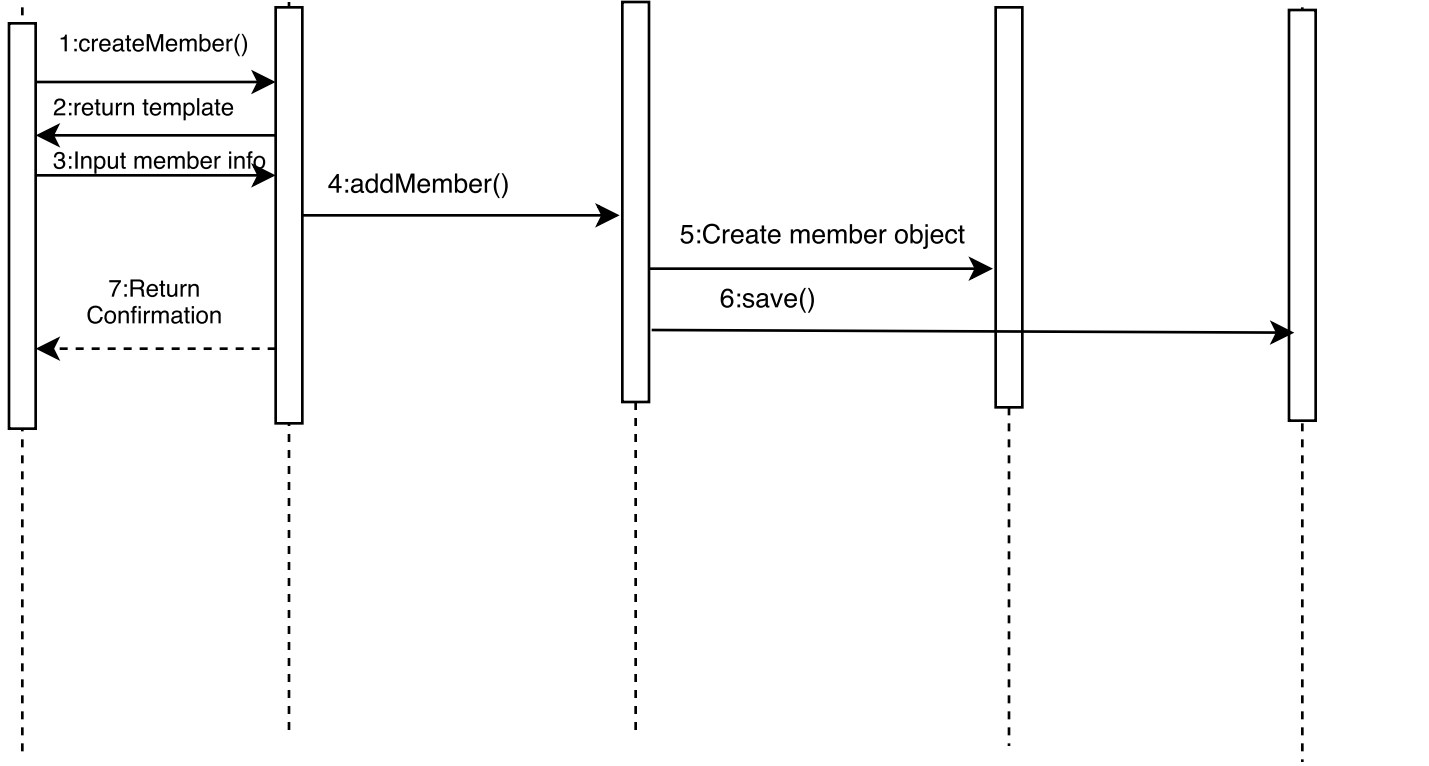 1:createMember()
2:return template
3:Input member info
4:addMember()
5:Create member object
6:save()
7:Return
Confirmation